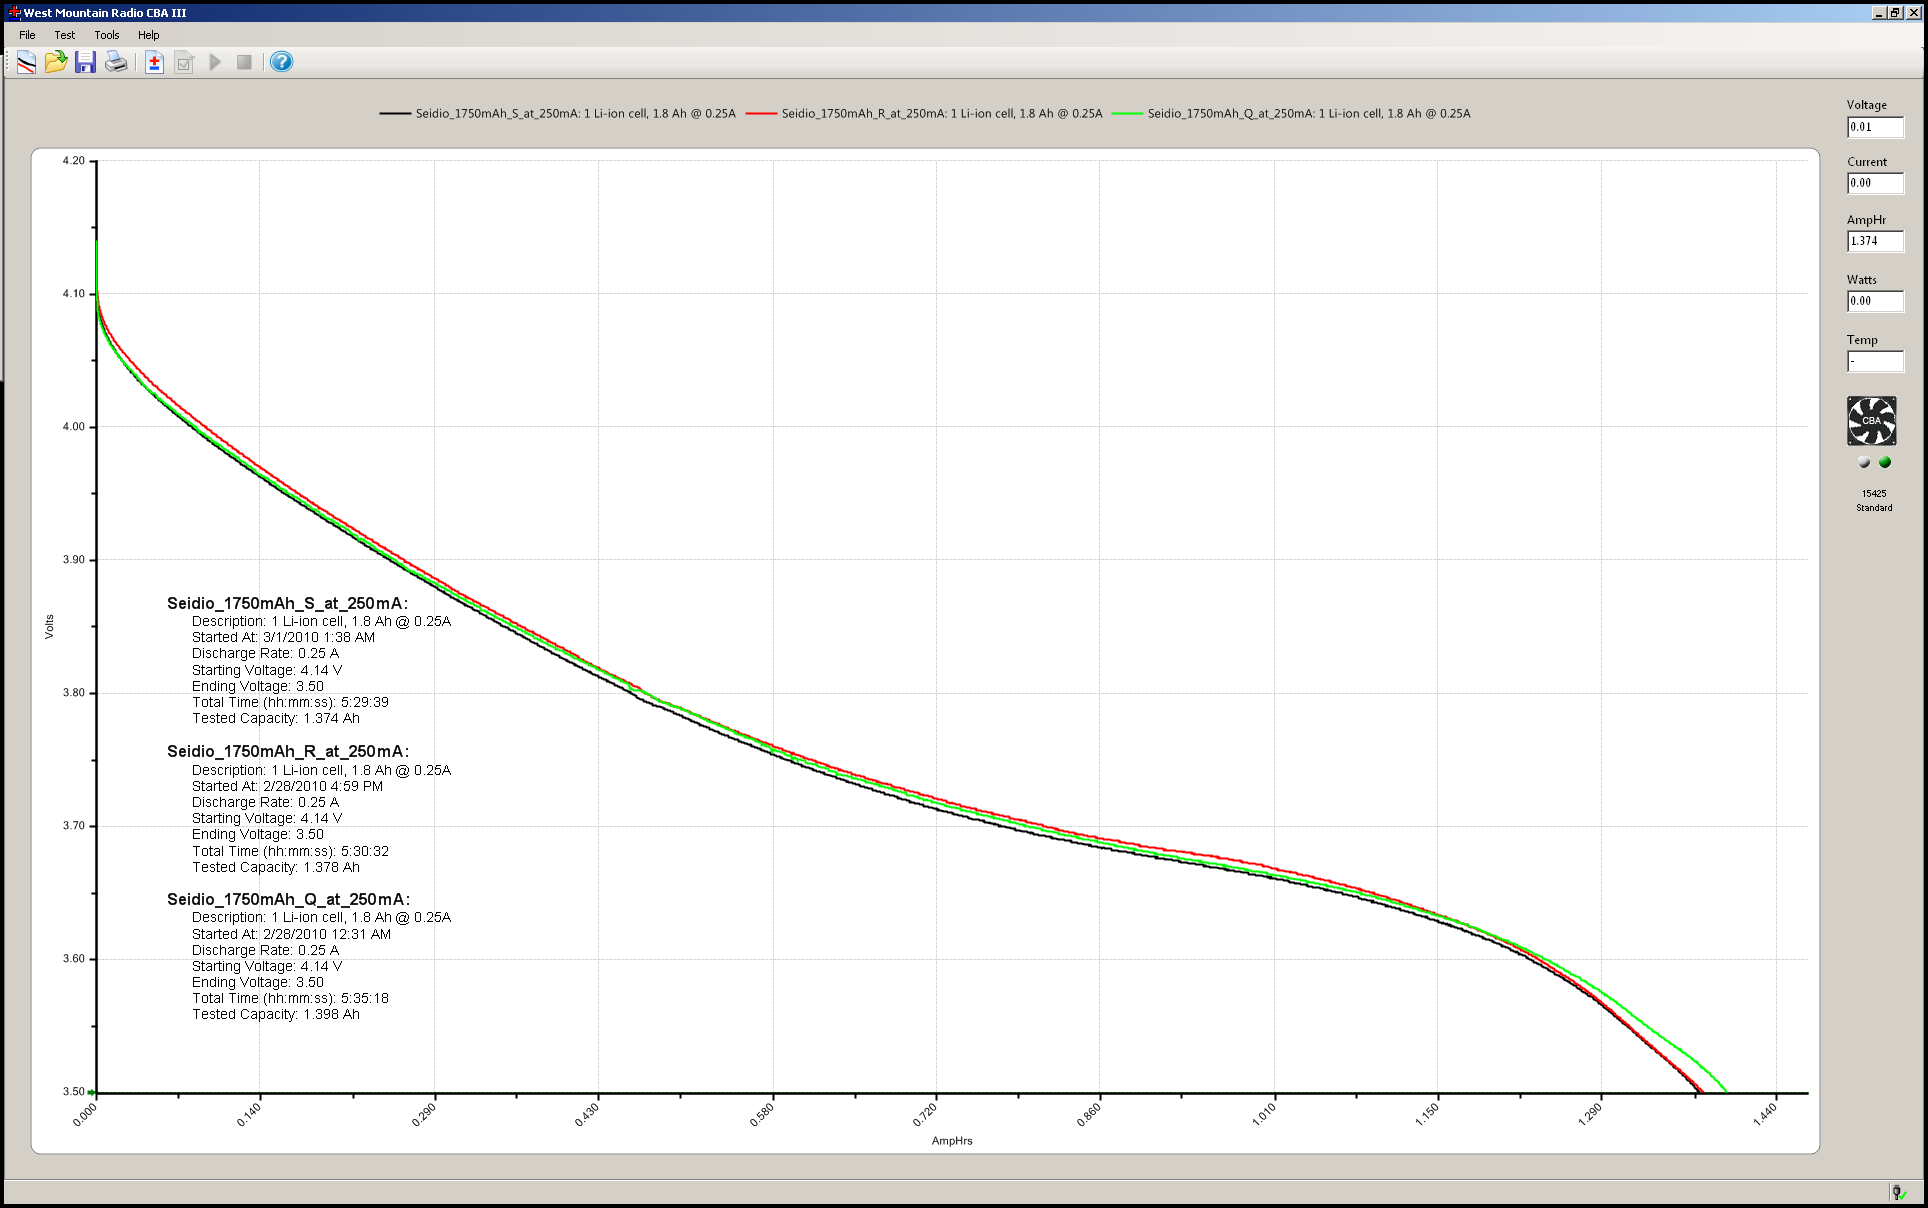 West Mountain Radio CBA III
File Test Tools Help
Seidio_1750mAh_S_at_250mA: 1 Li-ion cell, 1.8 Ah @ 0.25A Seidio_1750mAh_R_at_250mA: 1 Li-ion cell, 1.8 Ah @ 0.25A Seidio_1750mAh_Q_at_250mA: 1 Li-ion cell, 1.8 Ah @ 0.25A
4.20
4.10
4.00
3.90
3.80
3.70
3.60
3.50
Volts
Seidio_1750mAh_S_at_250mA:
Description: 1 Li-ion cell, 1.8 Ah @ 0.25A
Started At: 3/1/2010 1:38 AM
Discharge Rate: 0.25 A
Starting Voltage: 4.14 V
Ending Voltage: 3.50
Total Time (hh:mm:ss): 5:29:39
Tested Capacity: 1.374 Ah
Seidio_1750mAh_R_at_250mA:
Description: 1 Li-ion cell, 1.8 Ah @ 0.25A
Started At: 2/28/2010 4:59 PM
Discharge Rate: 0.25 A
Starting Voltage: 4.14 V
Ending Voltage: 3.50
Total Time (hh:mm:ss): 5:30:32
Tested Capacity: 1.378 Ah
Seidio_1750mAh_Q_at_250mA:
Description: 1 Li-ion cell, 1.8 Ah @ 0.25A
Started At: 2/28/2010 12:31 AM
Discharge Rate: 0.25 A
Starting Voltage: 4.14 V
Ending Voltage: 3.50
Total Time (hh:mm:ss): 5:35:18
Tested Capacity: 1.398 Ah
0.000 0.140 0.290 0.430 0.580 0.720 0.860 1.010 1.150 1.290 1.440
AmpHrs
Voltage
0.01
Current
0.00
AmpHr
1.374
Watts
0.00
Temp
-
CBA
15425
Standard